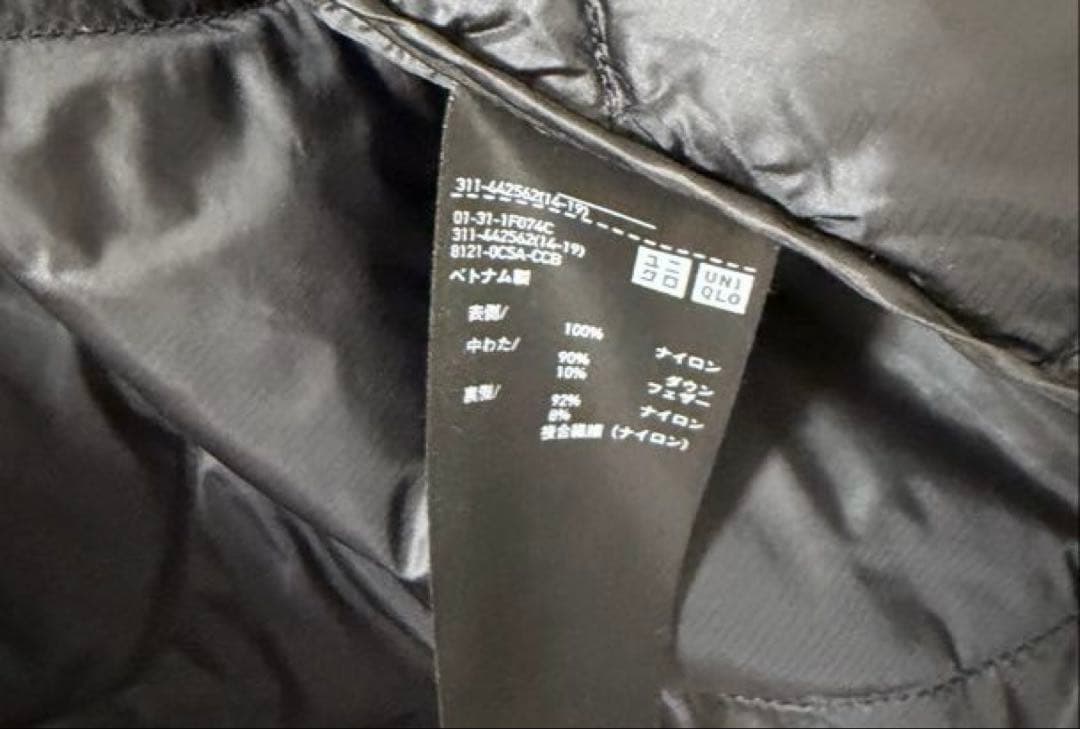 311-442562(14-19)
01-31-1F074C
311-442562(14-19)
8121-0CSA-CCB
ベトナム製
ユニクロ
UNIQLO
表側/
100% ナイロン
中わた/
90% ダウン
10% フェザー
裏側/
92% ナイロン
8%
接合繊維 (ナイロン)